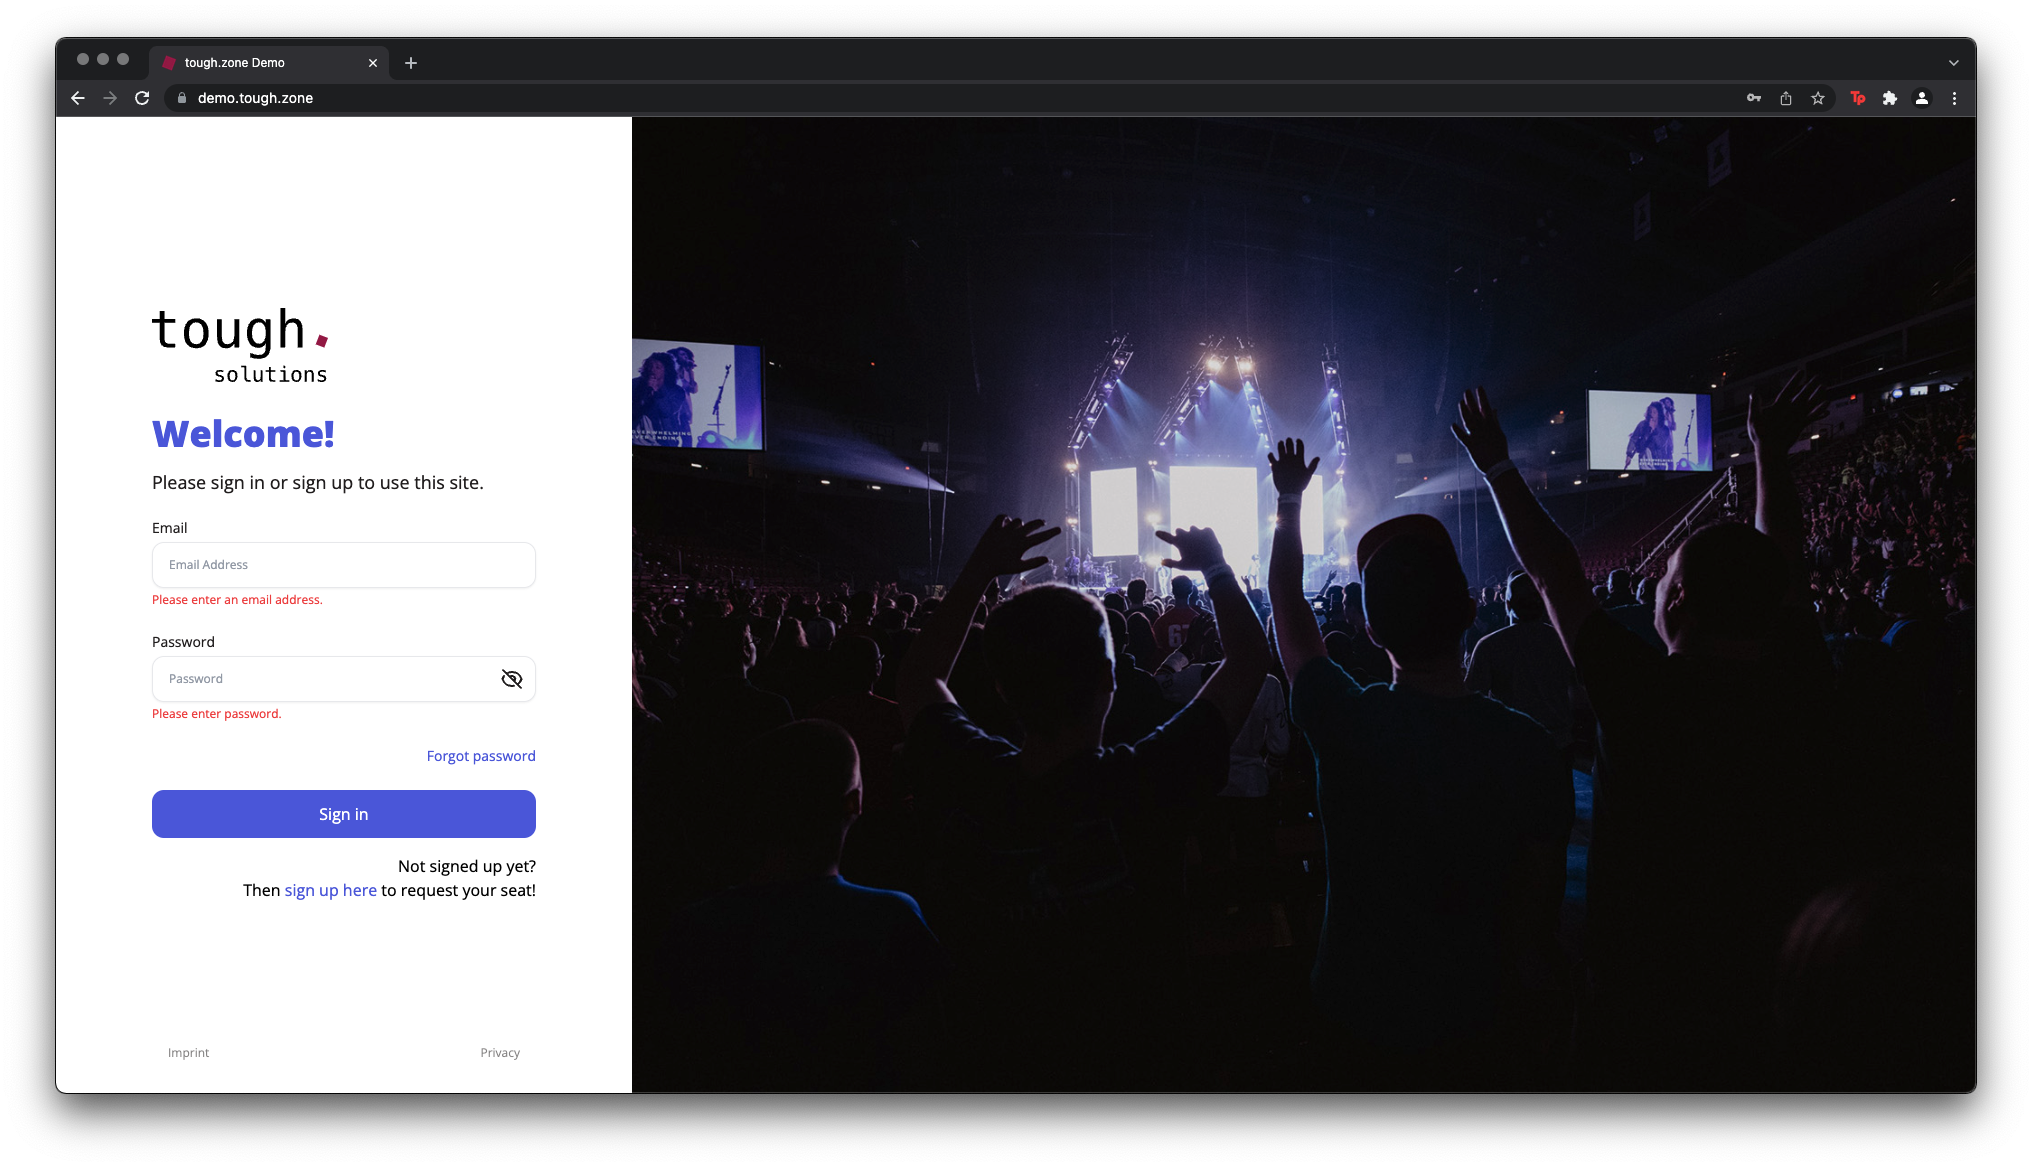 tough.zone Demo
demo.tough.zone
Tp
tough.
solutions
Welcome!
Please sign in or sign up to use this site.
Email
Email Address
Please enter an email address.
Password
Password
Please enter password.
Forgot password
Sign in
Not signed up yet?
Then sign up here to request your seat!
Imprint
Privacy